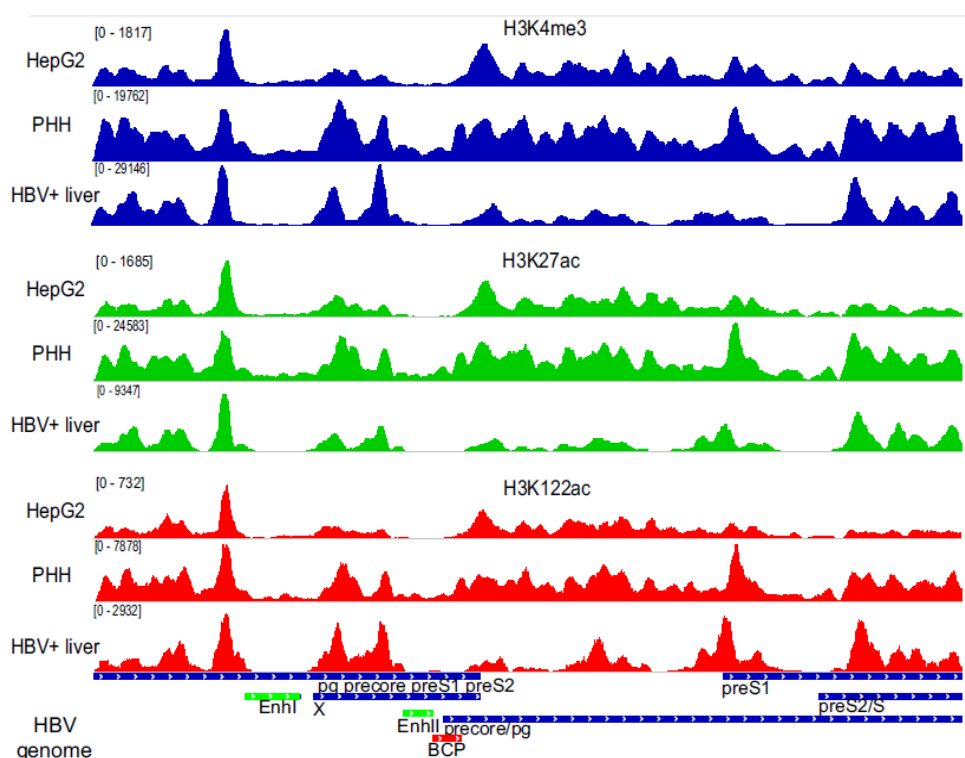 H3K4me3
[0 - 1817]
HepG2
[0 - 19762]
PHH
[0 - 29146]
HBV+ liver
H3K27ac
[0 - 1685]
HepG2
[0 - 24583]
PHH
[0 - 9347]
HBV+ liver
H3K122ac
[0 - 732]
HepG2
[0 - 7878]
PHH
[0 - 2932]
HBV+ liver
pg precore preS1 preS2
preS1
EnhI
X
preS2/S
EnhII
precore/pg
BCP
HBV
genome